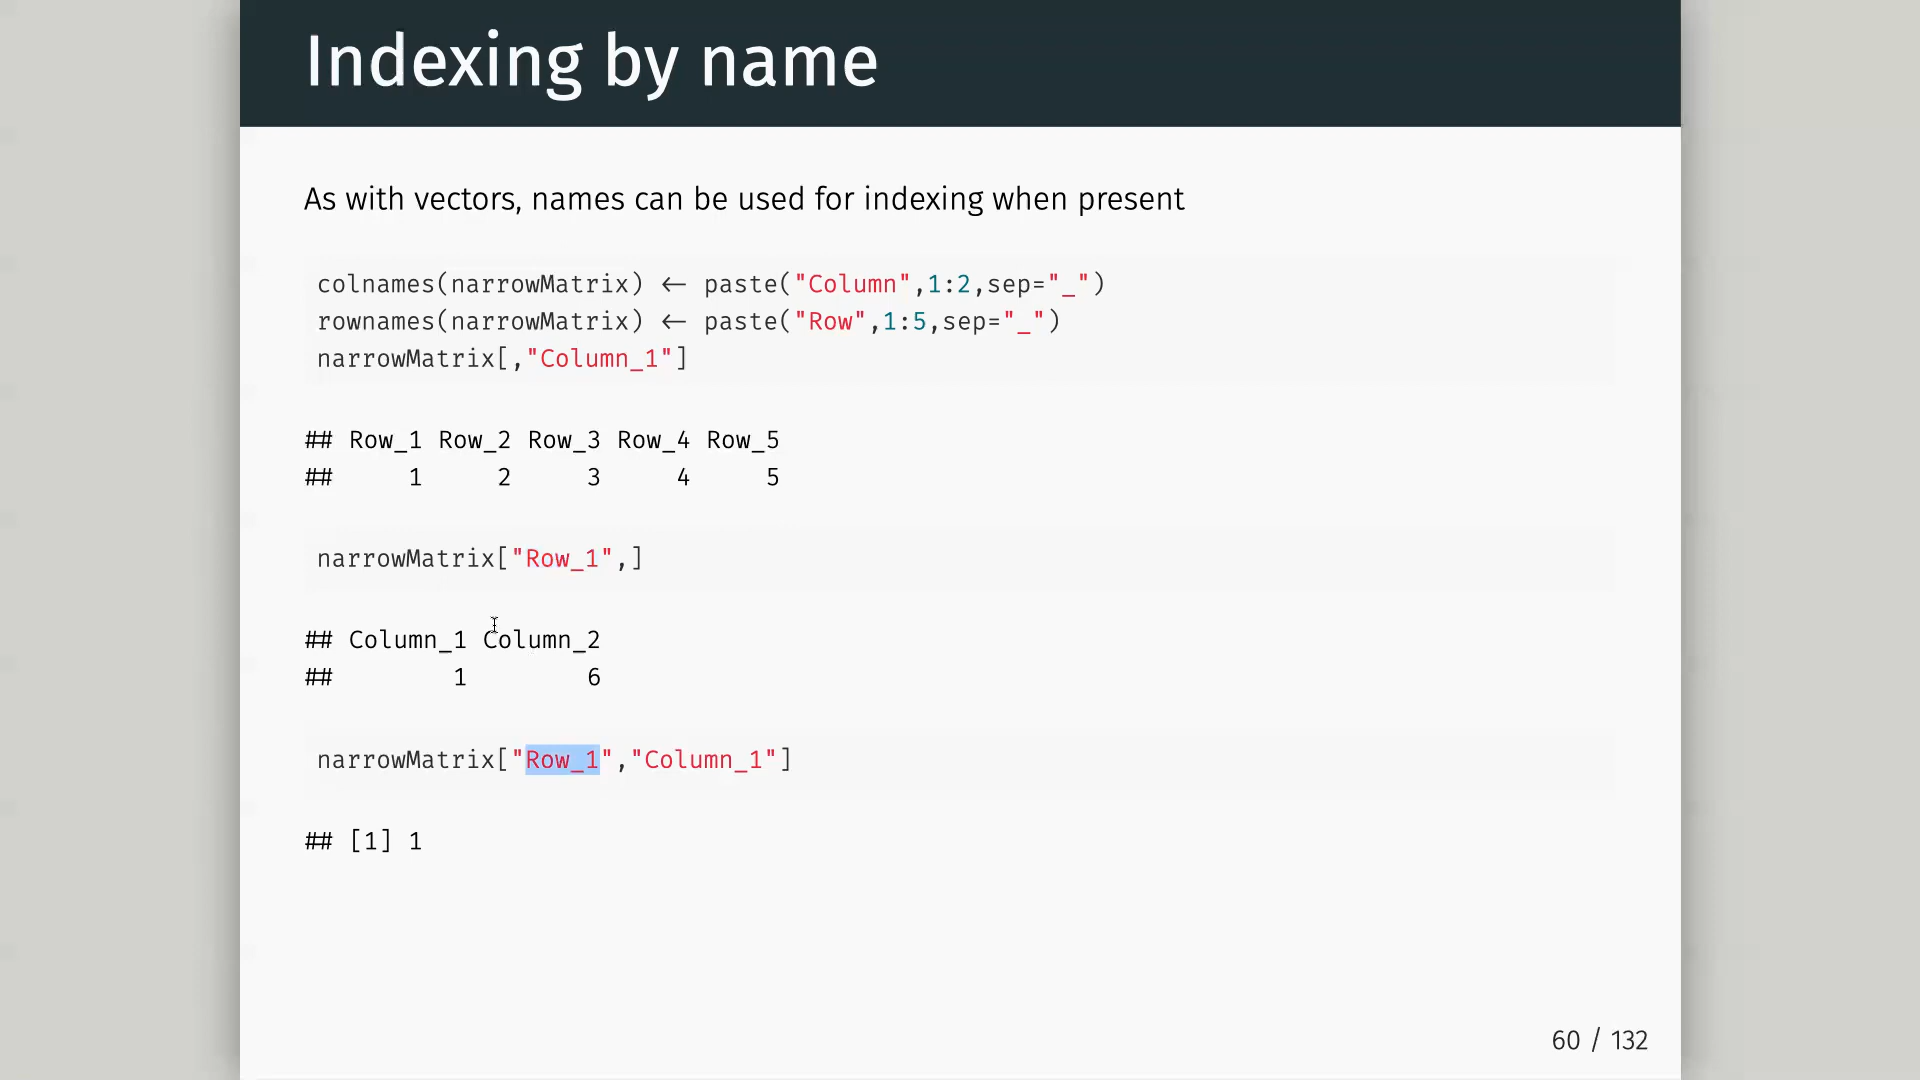 Indexing by name
As with vectors, names can be used for indexing when present
colnames(narrowMatrix) <- paste("Column",1:2,sep="_")
rownames(narrowMatrix) <- paste("Row",1:5,sep="_")
narrowMatrix[,"Column_1"]
## Row_1 Row_2 Row_3 Row_4 Row_5
##     1     2     3     4     5
narrowMatrix["Row_1",]
## Column_1 Column_2
##        1        6
narrowMatrix["Row_1","Column_1"]
## [1] 1
60 / 132